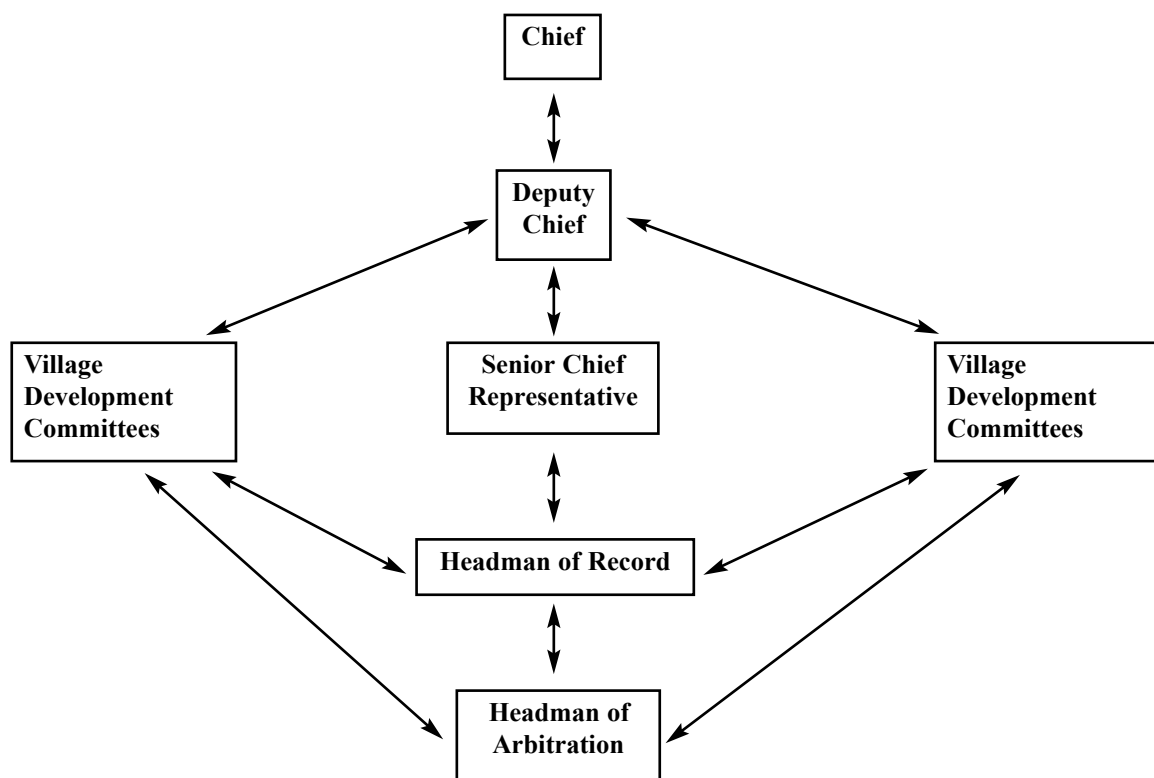 Chief
Deputy
Chief
Village
Development
Committees
Senior Chief
Representative
Village
Development
Committees
Headman of Record
Headman of
Arbitration